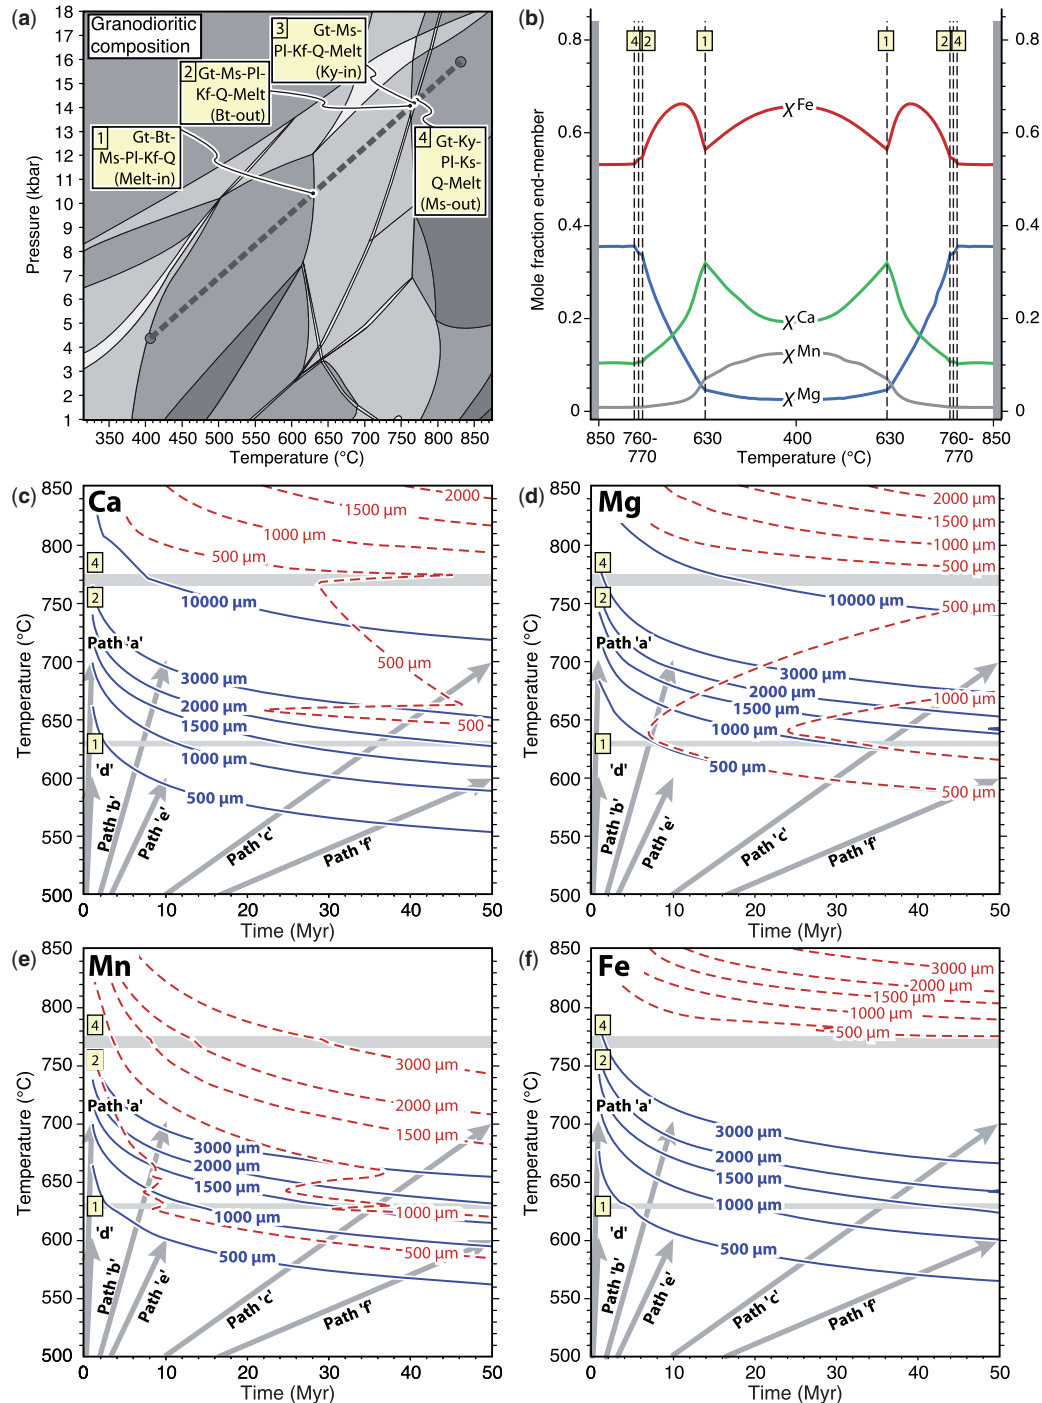 (a)
Granodioritic
composition
3
Gt-Ms-
Pl-Kf-Q-Melt
(Ky-in)
2
Gt-Ms-Pl-
Kf-Q-Melt
(Bt-out)
1
Gt-Bt-
Ms-Pl-Kf-Q
(Melt-in)
4
Gt-Ky-
Pl-Ks-
Q-Melt
(Ms-out)
18
17
16
15
14
13
12
11
10
9
8
7
6
5
4
3
2
1
Pressure (kbar)
350 400 450 500 550 600 650 700 750 800 850
Temperature (°C)
(b)
4 2 1 1 2 4
0.8 0.8
0.6 0.6
0.4 0.4
0.2 0.2
0 0
Mole fraction end-member
X Fe
X Ca
X Mn
X Mg
850 760-770 630 400 630 760-770 850
Temperature (°C)
(c)
Ca
850
800
750
700
650
600
550
500
Temperature (°C)
2000
1500 µm
1000 µm
500 µm
4
2
10000 µm
Path 'a'
500 µm
3000 µm
2000 µm
1500 µm
500
1
1000 µm
500 µm
'd'
Path 'b'
Path 'e'
Path 'c'
Path 'f'
0 10 20 30 40 50
Time (Myr)
(d)
Mg
850
800
750
700
650
600
550
500
Temperature (°C)
2000 µm
1500 µm
1000 µm
500 µm
4
2
10000 µm
500 µm
Path 'a'
3000 µm
2000 µm
1500 µm
1000 µm
1000 µm
1
500 µm
500 µm
'd'
Path 'b'
Path 'e'
Path 'c'
Path 'f'
0 10 20 30 40 50
Time (Myr)
(e)
Mn
850
800
750
700
650
600
550
500
Temperature (°C)
4
2
3000 µm
Path 'a'
2000 µm
1500 µm
3000 µm
2000 µm
1500 µm
1
1000 µm
1000 µm
500 µm
500 µm
'd'
Path 'b'
Path 'e'
Path 'c'
Path 'f'
0 10 20 30 40 50
Time (Myr)
(f)
Fe
850
800
750
700
650
600
550
500
Temperature (°C)
3000 µm
2000 µm
1500 µm
1000 µm
500 µm
4
2
Path 'a'
3000 µm
2000 µm
1500 µm
1000 µm
1
500 µm
'd'
Path 'b'
Path 'e'
Path 'c'
Path 'f'
0 10 20 30 40 50
Time (Myr)